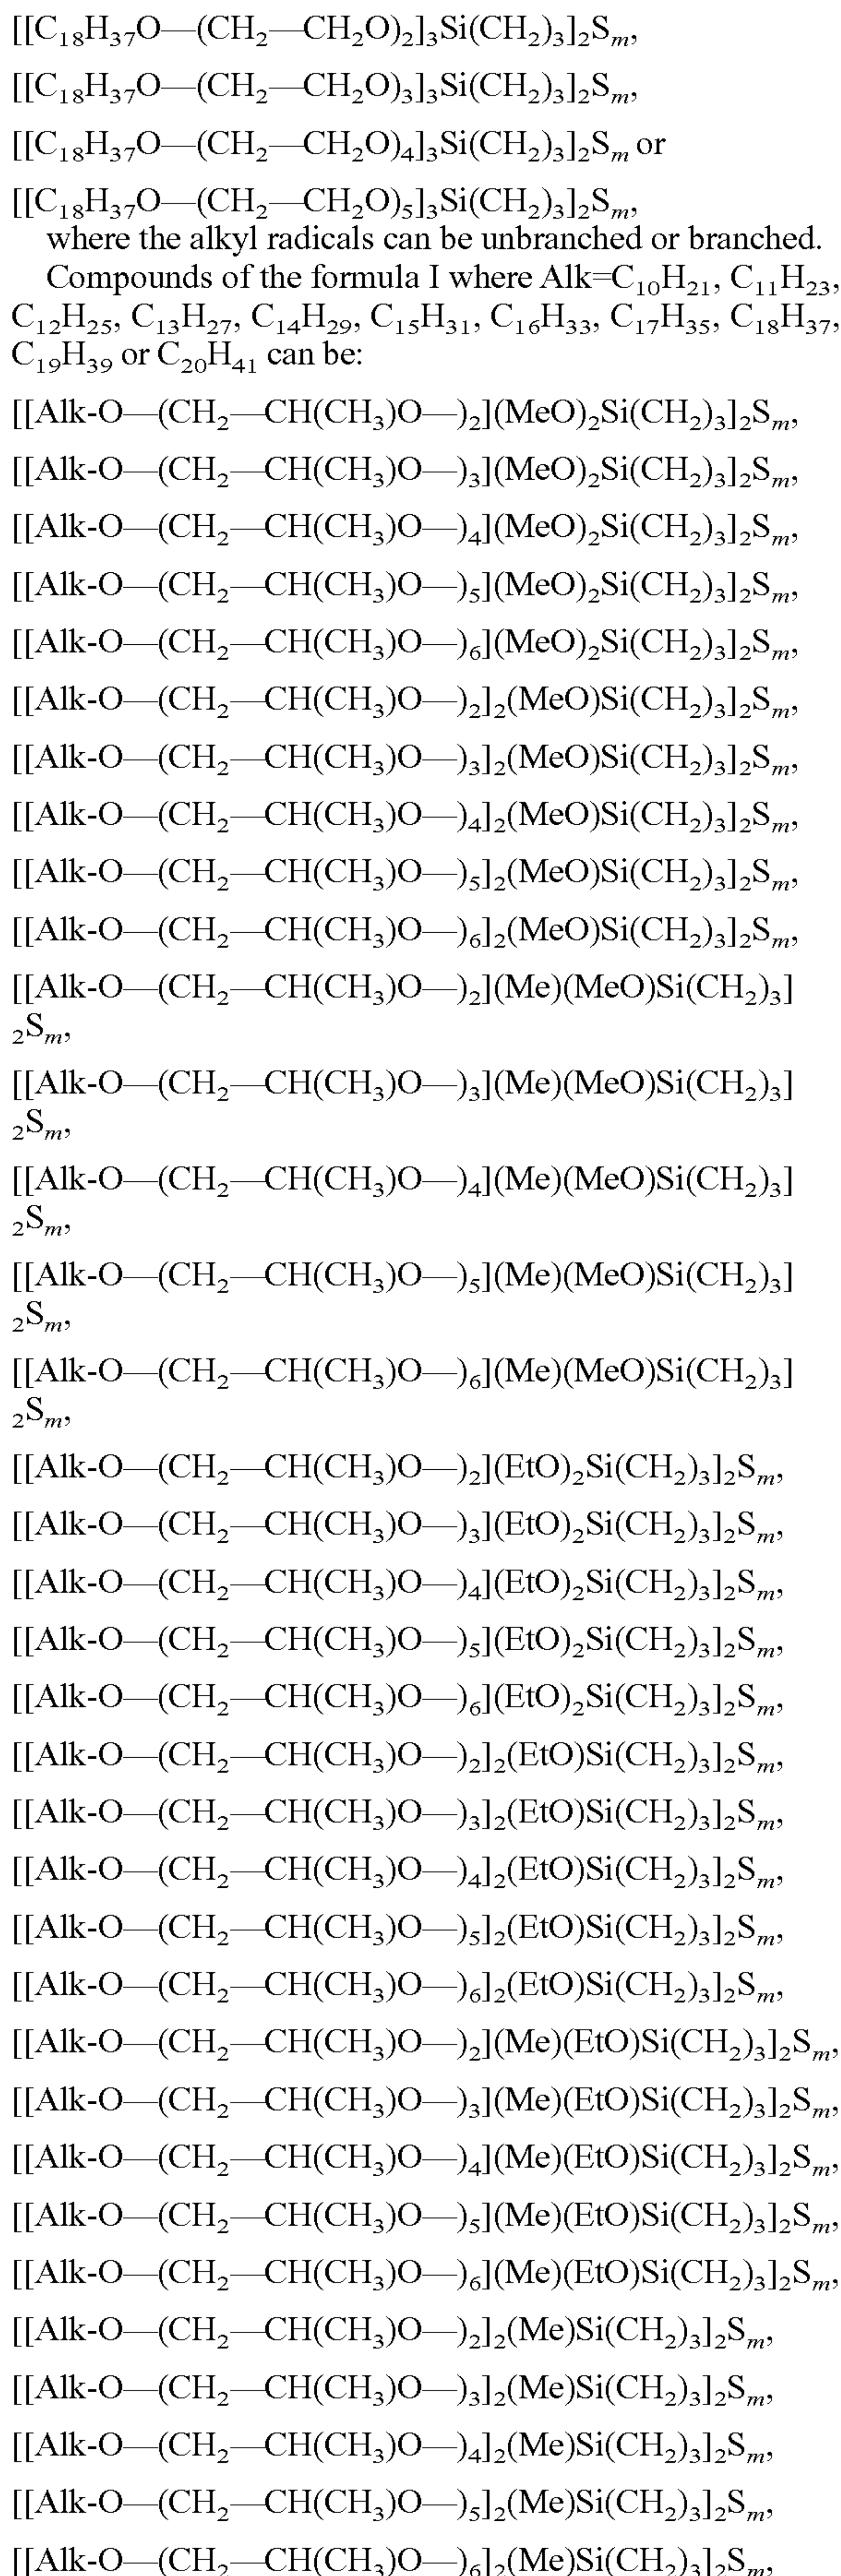 [[C₁₈H₃₇O—(CH₂—CH₂O)₂]₃Si(CH₂)₃]₂Sₘ,
[[C₁₈H₃₇O—(CH₂—CH₂O)₃]₃Si(CH₂)₃]₂Sₘ,
[[C₁₈H₃₇O—(CH₂—CH₂O)₄]₃Si(CH₂)₃]₂Sₘ or
[[C₁₈H₃₇O—(CH₂—CH₂O)₅]₃Si(CH₂)₃]₂Sₘ,
where the alkyl radicals can be unbranched or branched.
Compounds of the formula I where Alk=C₁₀H₂₁, C₁₁H₂₃,
C₁₂H₂₅, C₁₃H₂₇, C₁₄H₂₉, C₁₅H₃₁, C₁₆H₃₃, C₁₇H₃₅, C₁₈H₃₇,
C₁₉H₃₉ or C₂₀H₄₁ can be:
[[Alk-O—(CH₂—CH(CH₃)O—)₂](MeO)₂Si(CH₂)₃]₂Sₘ,
[[Alk-O—(CH₂—CH(CH₃)O—)₃](MeO)₂Si(CH₂)₃]₂Sₘ,
[[Alk-O—(CH₂—CH(CH₃)O—)₄](MeO)₂Si(CH₂)₃]₂Sₘ,
[[Alk-O—(CH₂—CH(CH₃)O—)₅](MeO)₂Si(CH₂)₃]₂Sₘ,
[[Alk-O—(CH₂—CH(CH₃)O—)₆](MeO)₂Si(CH₂)₃]₂Sₘ,
[[Alk-O—(CH₂—CH(CH₃)O—)₂]₂(MeO)Si(CH₂)₃]₂Sₘ,
[[Alk-O—(CH₂—CH(CH₃)O—)₃]₂(MeO)Si(CH₂)₃]₂Sₘ,
[[Alk-O—(CH₂—CH(CH₃)O—)₄]₂(MeO)Si(CH₂)₃]₂Sₘ,
[[Alk-O—(CH₂—CH(CH₃)O—)₅]₂(MeO)Si(CH₂)₃]₂Sₘ,
[[Alk-O—(CH₂—CH(CH₃)O—)₆]₂(MeO)Si(CH₂)₃]₂Sₘ,
[[Alk-O—(CH₂—CH(CH₃)O—)₂](Me)(MeO)Si(CH₂)₃]
₂Sₘ,
[[Alk-O—(CH₂—CH(CH₃)O—)₃](Me)(MeO)Si(CH₂)₃]
₂Sₘ,
[[Alk-O—(CH₂—CH(CH₃)O—)₄](Me)(MeO)Si(CH₂)₃]
₂Sₘ,
[[Alk-O—(CH₂—CH(CH₃)O—)₅](Me)(MeO)Si(CH₂)₃]
₂Sₘ,
[[Alk-O—(CH₂—CH(CH₃)O—)₆](Me)(MeO)Si(CH₂)₃]
₂Sₘ,
[[Alk-O—(CH₂—CH(CH₃)O—)₂](EtO)₂Si(CH₂)₃]₂Sₘ,
[[Alk-O—(CH₂—CH(CH₃)O—)₃](EtO)₂Si(CH₂)₃]₂Sₘ,
[[Alk-O—(CH₂—CH(CH₃)O—)₄](EtO)₂Si(CH₂)₃]₂Sₘ,
[[Alk-O—(CH₂—CH(CH₃)O—)₅](EtO)₂Si(CH₂)₃]₂Sₘ,
[[Alk-O—(CH₂—CH(CH₃)O—)₆](EtO)₂Si(CH₂)₃]₂Sₘ,
[[Alk-O—(CH₂—CH(CH₃)O—)₂]₂(EtO)Si(CH₂)₃]₂Sₘ,
[[Alk-O—(CH₂—CH(CH₃)O—)₃]₂(EtO)Si(CH₂)₃]₂Sₘ,
[[Alk-O—(CH₂—CH(CH₃)O—)₄]₂(EtO)Si(CH₂)₃]₂Sₘ,
[[Alk-O—(CH₂—CH(CH₃)O—)₅]₂(EtO)Si(CH₂)₃]₂Sₘ,
[[Alk-O—(CH₂—CH(CH₃)O—)₆]₂(EtO)Si(CH₂)₃]₂Sₘ,
[[Alk-O—(CH₂—CH(CH₃)O—)₂](Me)(EtO)Si(CH₂)₃]₂Sₘ,
[[Alk-O—(CH₂—CH(CH₃)O—)₃](Me)(EtO)Si(CH₂)₃]₂Sₘ,
[[Alk-O—(CH₂—CH(CH₃)O—)₄](Me)(EtO)Si(CH₂)₃]₂Sₘ,
[[Alk-O—(CH₂—CH(CH₃)O—)₅](Me)(EtO)Si(CH₂)₃]₂Sₘ,
[[Alk-O—(CH₂—CH(CH₃)O—)₆](Me)(EtO)Si(CH₂)₃]₂Sₘ,
[[Alk-O—(CH₂—CH(CH₃)O—)₂]₂(Me)Si(CH₂)₃]₂Sₘ,
[[Alk-O—(CH₂—CH(CH₃)O—)₃]₂(Me)Si(CH₂)₃]₂Sₘ,
[[Alk-O—(CH₂—CH(CH₃)O—)₄]₂(Me)Si(CH₂)₃]₂Sₘ,
[[Alk-O—(CH₂—CH(CH₃)O—)₅]₂(Me)Si(CH₂)₃]₂Sₘ,
[[Alk-O—(CH₂—CH(CH₃)O—)₆]₂(Me)Si(CH₂)₃]₂Sₘ,